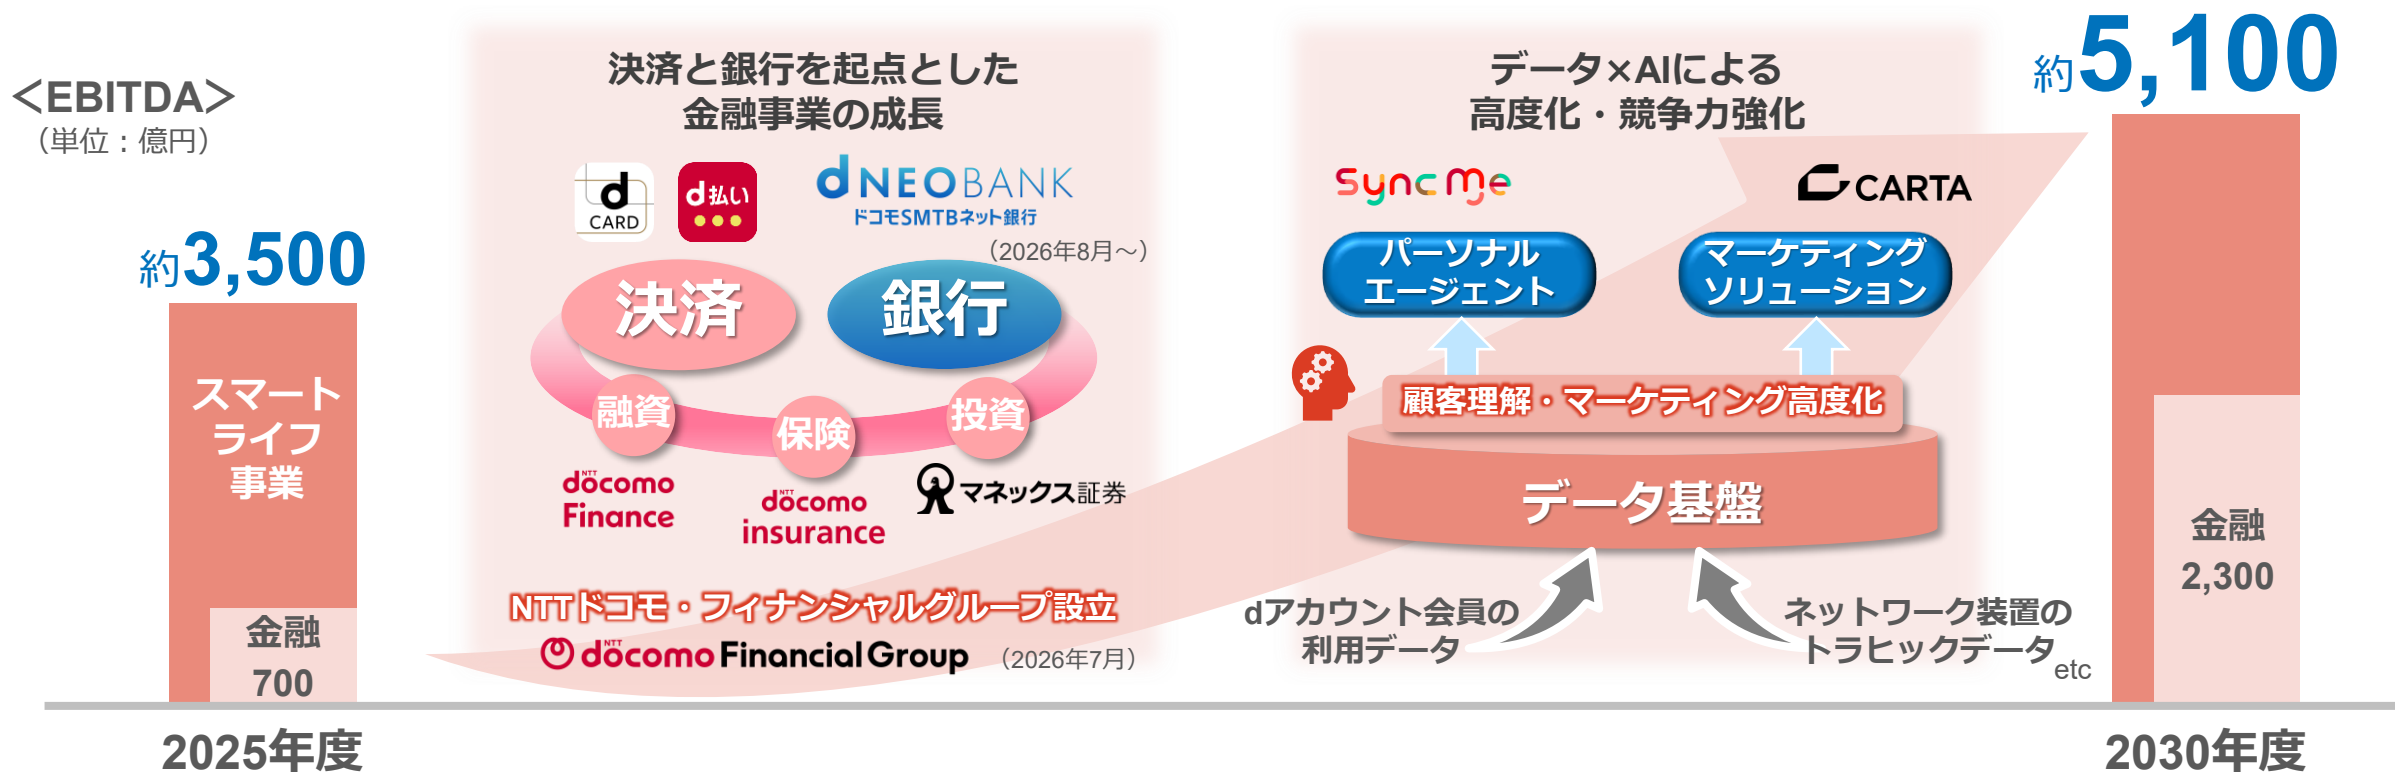 ＜EBITDA＞
（単位：億円）
約3,500
スマート
ライフ
事業
金融
700
2025年度
決済と銀行を起点とした
金融事業の成長
d
CARD
d払い
d NEOBANK
ドコモSMTBネット銀行
（2026年8月～）
決済
銀行
融資
保険
投資
NTT
döcomo
Finance
NTT
döcomo
insurance
マネックス証券
NTTドコモ・フィナンシャルグループ設立
NTT
döcomo Financial Group
（2026年7月）
データ×AIによる
高度化・競争力強化
SyncMe
CARTA
パーソナル
エージェント
マーケティング
ソリューション
顧客理解・マーケティング高度化
データ基盤
dアカウント会員の
利用データ
ネットワーク装置の
トラヒックデータ etc
約5,100
金融
2,300
2030年度